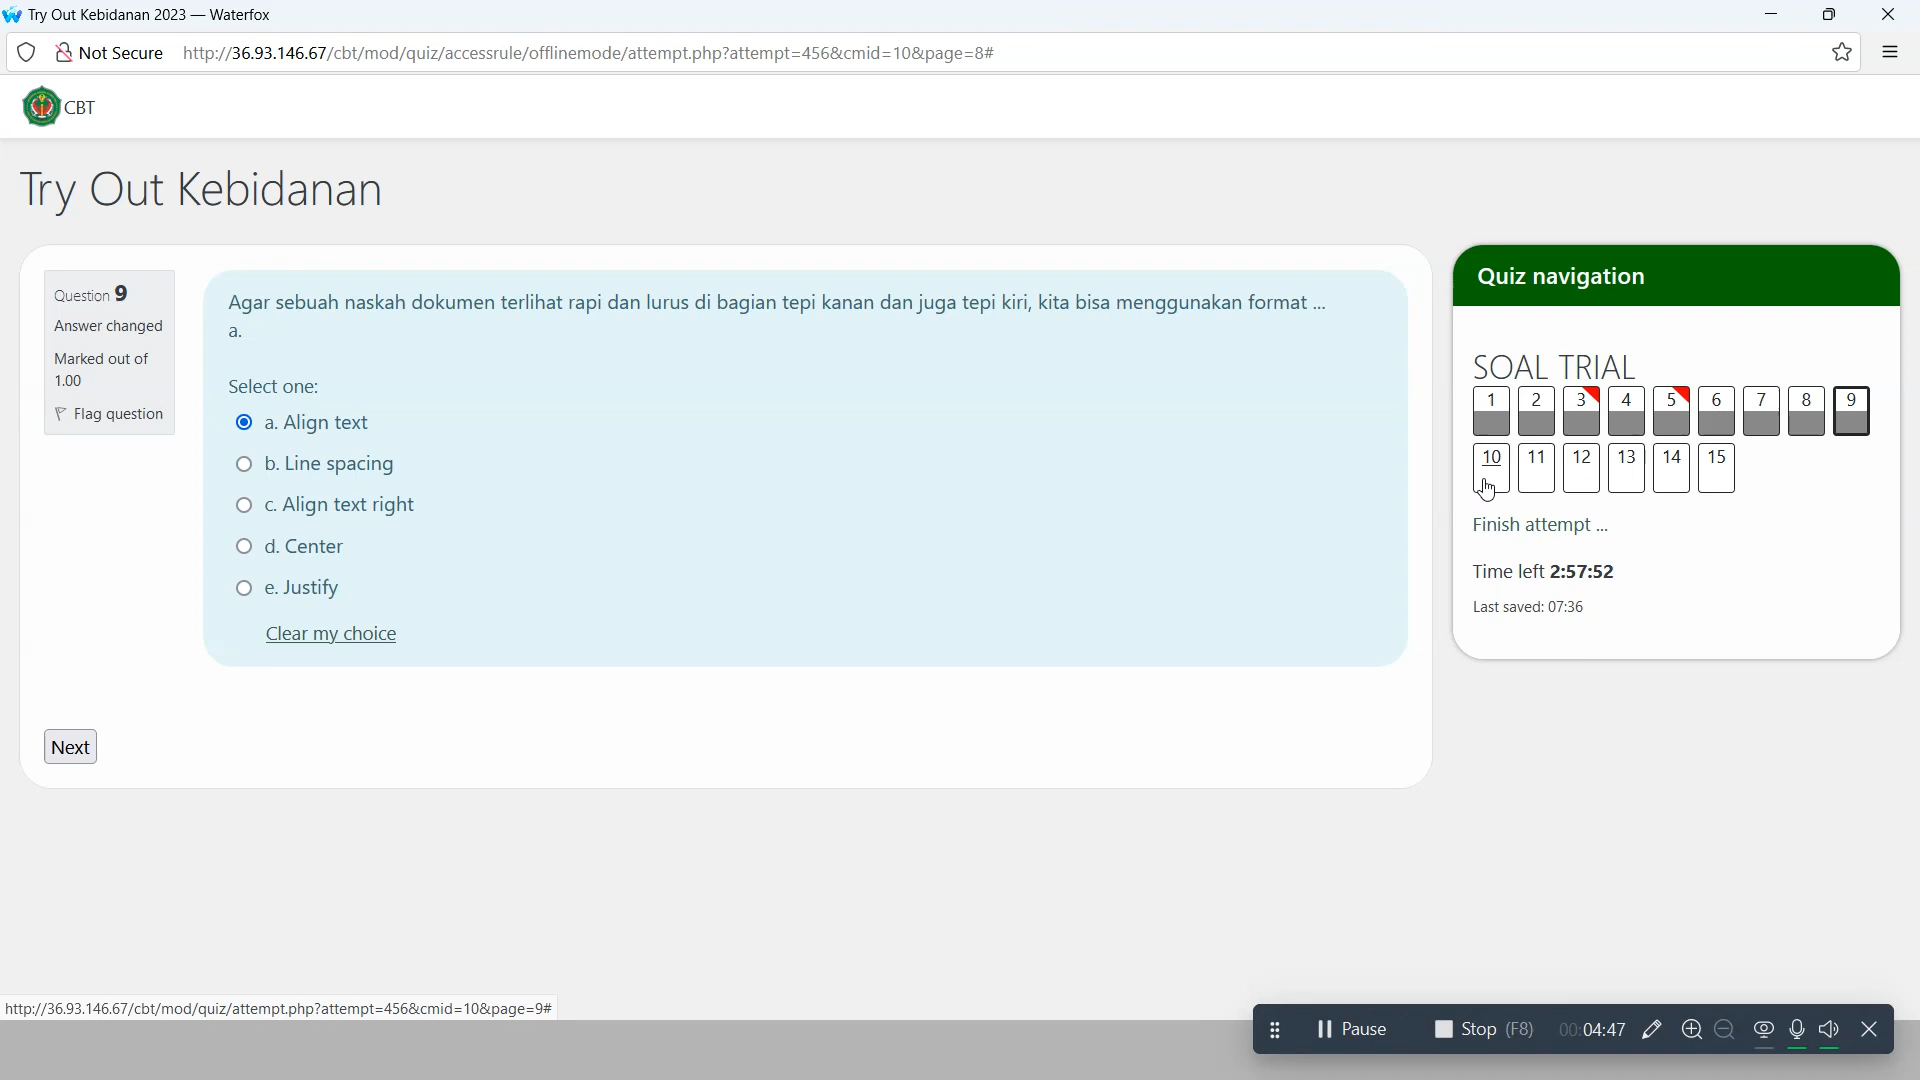 Try Out Kebidanan 2023 — Waterfox
Not Secure http://36.93.146.67/cbt/mod/quiz/accessrule/offlinemode/attempt.php?attempt=456&cmid=10&page=8#
CBT
Try Out Kebidanan
Question 9
Answer changed
Marked out of
1.00
Flag question
Agar sebuah naskah dokumen terlihat rapi dan lurus di bagian tepi kanan dan juga tepi kiri, kita bisa menggunakan format ...
a.
Select one:
a. Align text
b. Line spacing
c. Align text right
d. Center
e. Justify
Clear my choice
Next
Quiz navigation
SOAL TRIAL
1 2 3 4 5 6 7 8 9
10 11 12 13 14 15
Finish attempt ...
Time left 2:57:52
Last saved: 07:36
http://36.93.146.67/cbt/mod/quiz/attempt.php?attempt=456&cmid=10&page=9#
Pause Stop (F8) 00:04:47